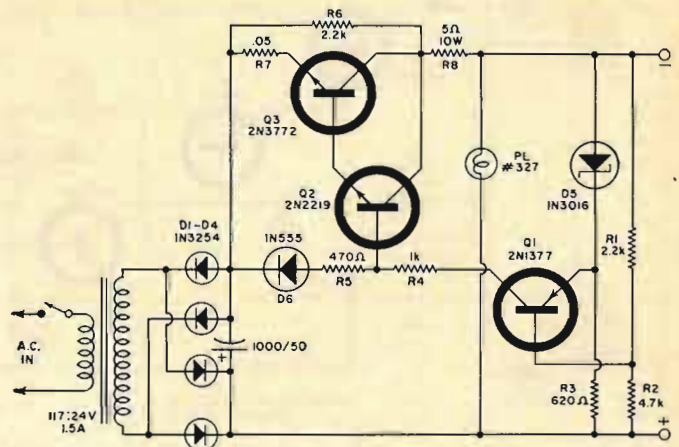 R6
2.2k
.05
R7
5Ω
10W
R8
Q3
2N3772
Q2
2N2219
PL
#327
D5
1N3016
R1
2.2k
D1-D4
1N3254
1N555
D6
470Ω
R5
1k
R4
Q1
2N1377
A.C.
IN
117:24V
1.5A
1000/50
+
R3
620Ω
R2
4.7k
−
+